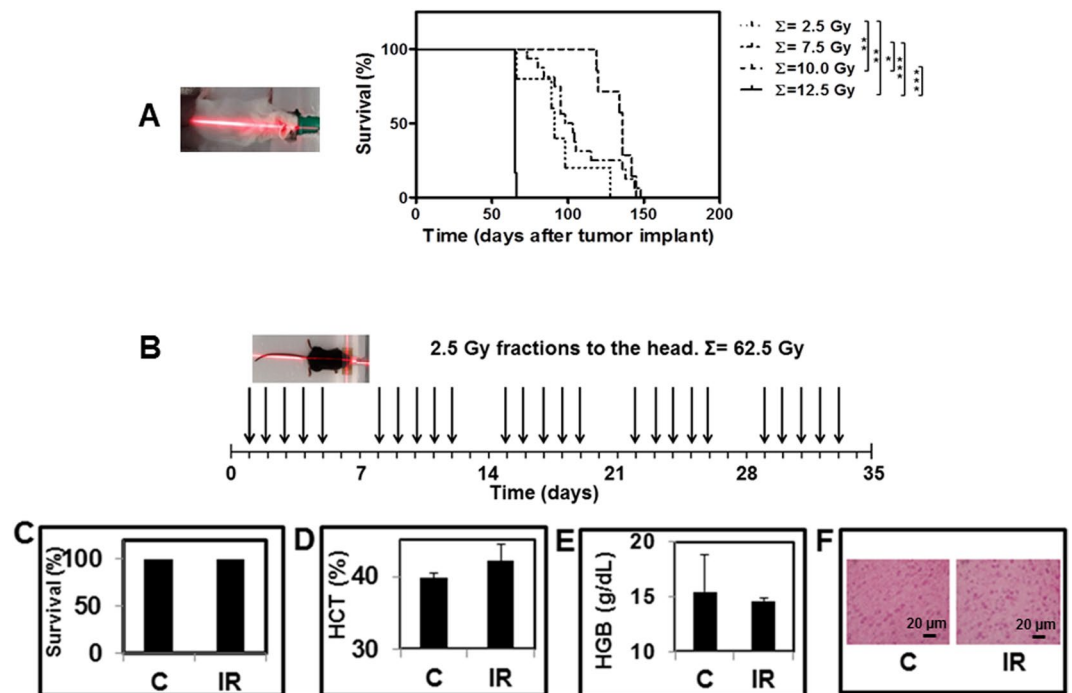 A
Survival (%)
100
50
0
0 50 100 150 200
Time (days after tumor implant)
Σ= 2.5 Gy
Σ= 7.5 Gy
Σ=10.0 Gy
Σ=12.5 Gy
**
**
*
***
***
B
2.5 Gy fractions to the head. Σ= 62.5 Gy
0 7 14 21 28 35
Time (days)
C
Survival (%)
100
50
0
C IR
D
HCT (%)
40
30
C IR
E
HGB (g/dL)
20
15
10
C IR
F
20 µm 20 µm
C IR